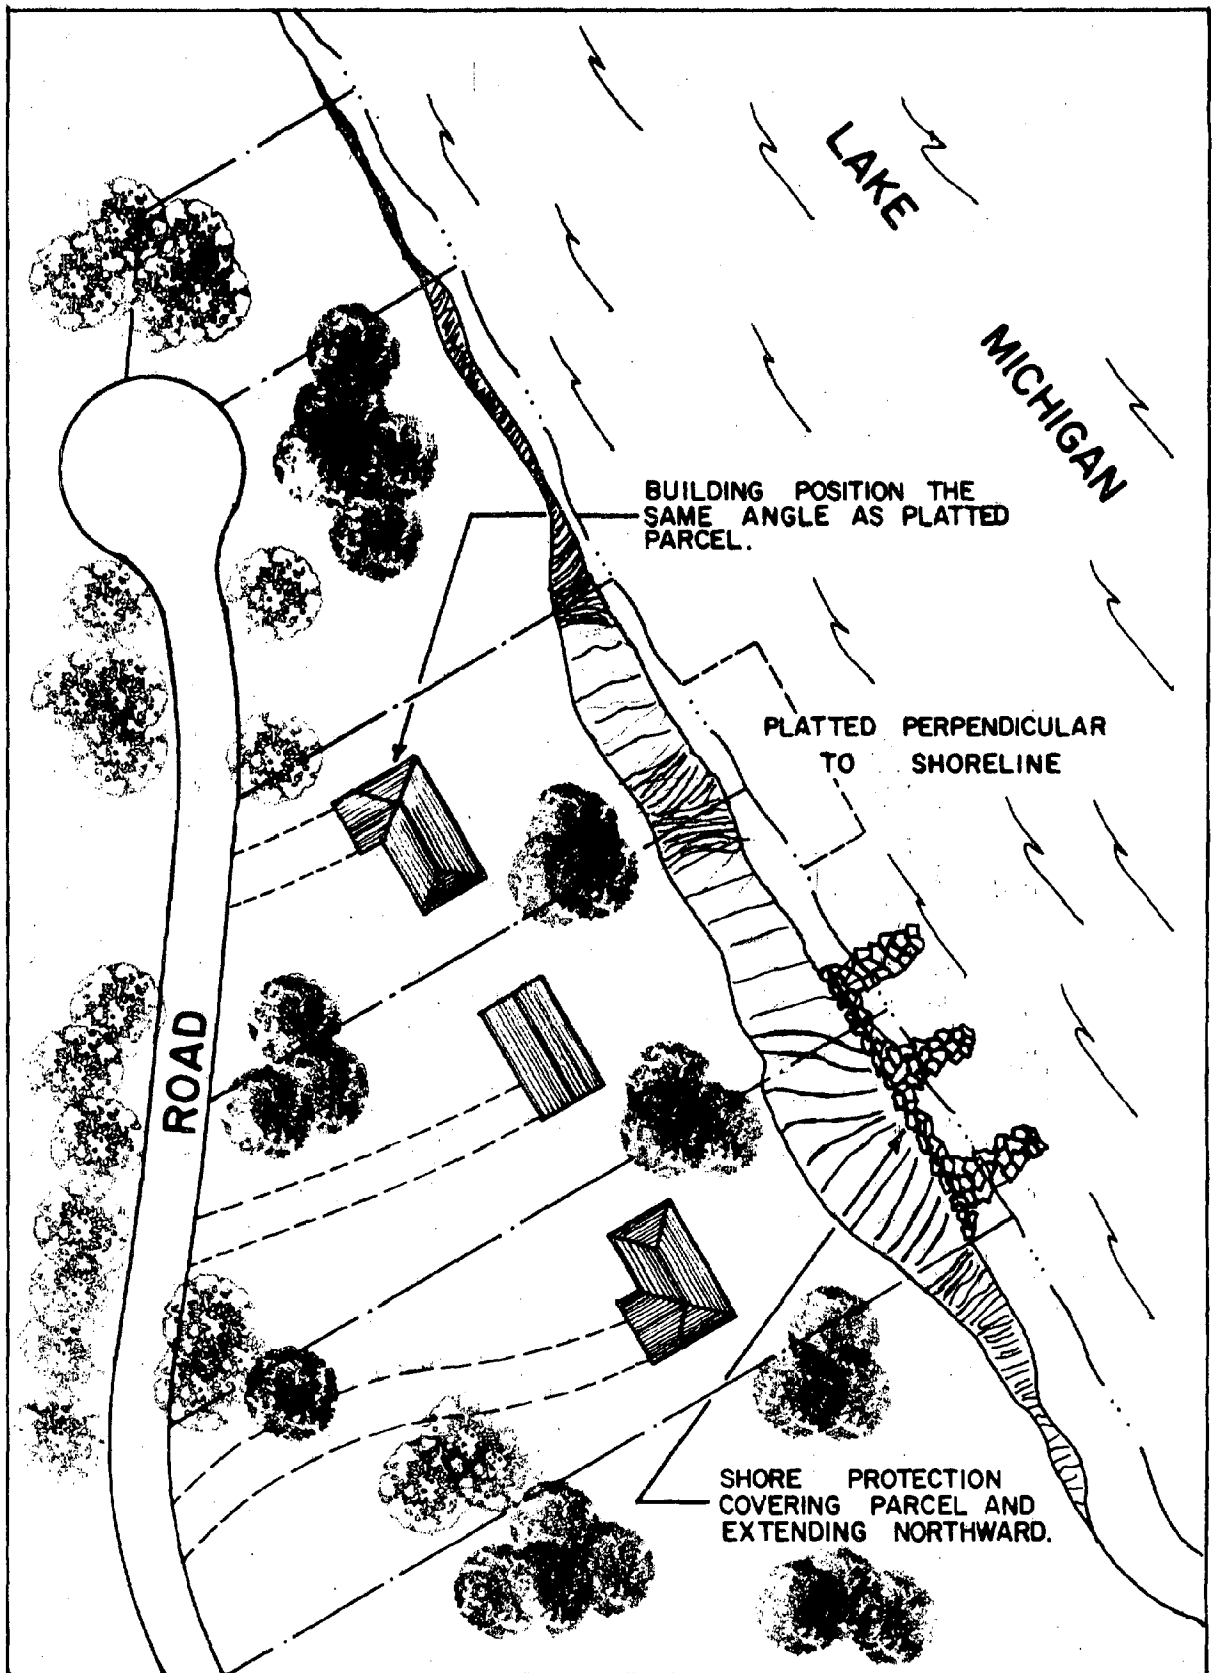 LAKE
MICHIGAN
BUILDING POSITION THE
SAME ANGLE AS PLATTED
PARCEL.
PLATTED PERPENDICULAR
TO SHORELINE
ROAD
SHORE PROTECTION
COVERING PARCEL AND
EXTENDING NORTHWARD.